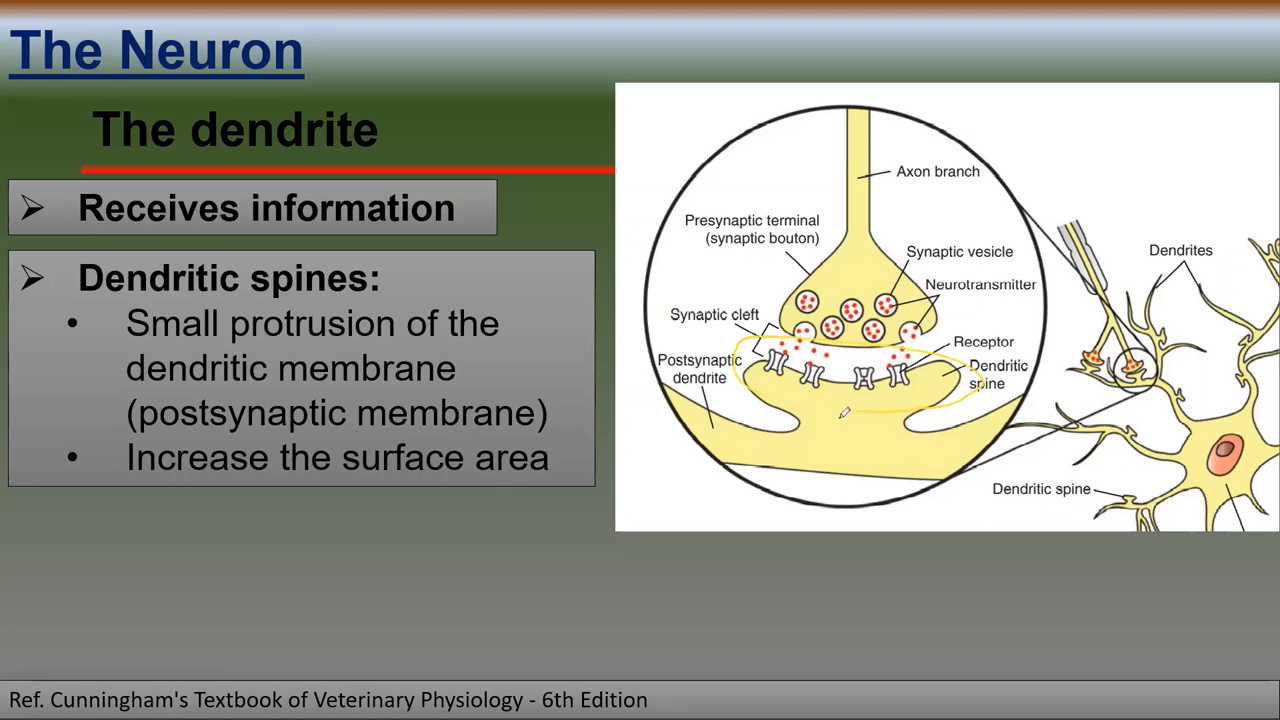 The Neuron
The dendrite
➢ Receives information
➢ Dendritic spines:
• Small protrusion of the
dendritic membrane
(postsynaptic membrane)
• Increase the surface area
Axon branch
Presynaptic terminal
(synaptic bouton)
Synaptic vesicle
Neurotransmitter
Synaptic cleft
Receptor
Postsynaptic
dendrite
Dendritic
spine
Dendrites
Dendritic spine
Ref. Cunningham's Textbook of Veterinary Physiology - 6th Edition